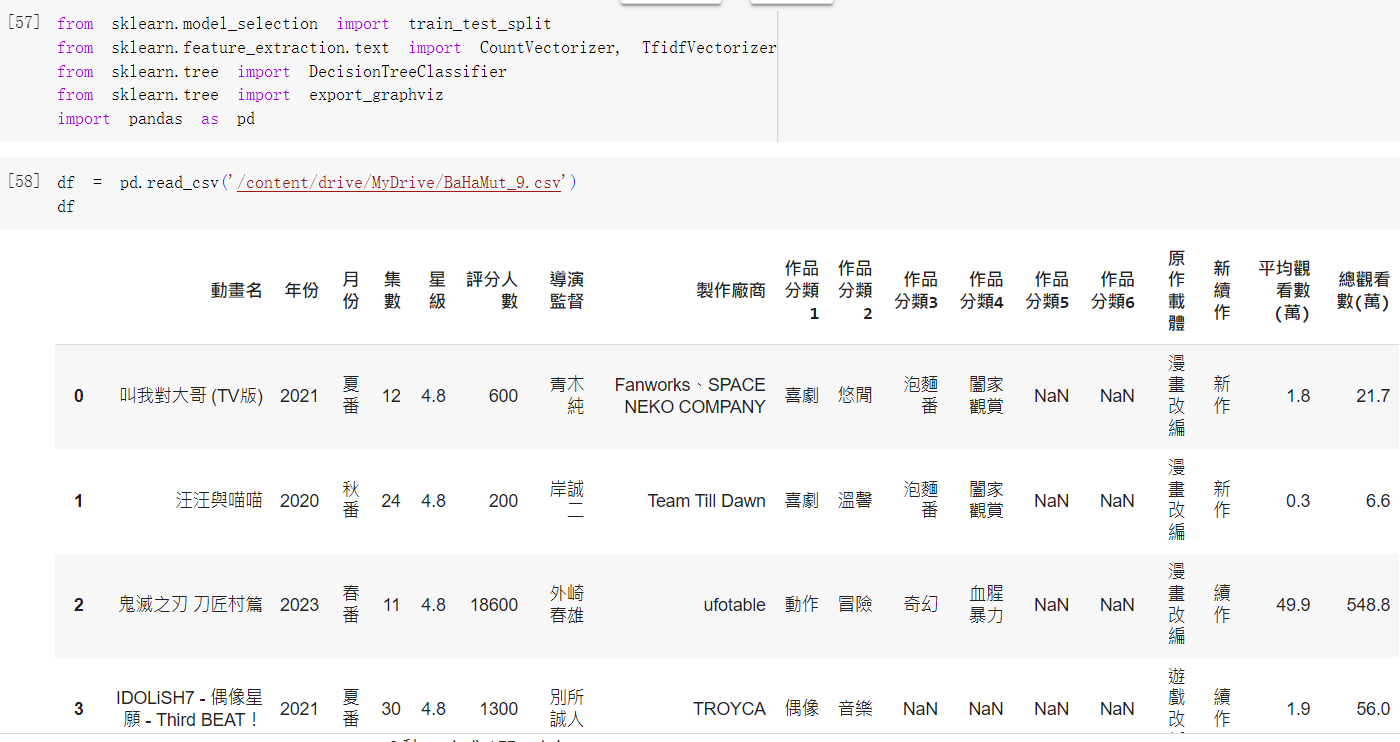 [57] from sklearn.model_selection import train_test_split
from sklearn.feature_extraction.text import CountVectorizer, TfidfVectorizer
from sklearn.tree import DecisionTreeClassifier
from sklearn.tree import export_graphviz
import pandas as pd
[58] df = pd.read_csv('/content/drive/MyDrive/BaHaMut_9.csv')
df
動畫名 年份 月份 集數 星級 評分人數 導演監督 製作廠商 作品分類1 作品分類2 作品分類3 作品分類4 作品分類5 作品分類6 原作載體 新續作 平均觀看數(萬) 總觀看數(萬)
0 叫我對大哥 (TV版) 2021 夏番 12 4.8 600 青木純 Fanworks、SPACE NEKO COMPANY 喜劇 悠閒 泡麵番 闔家觀賞 NaN NaN 漫畫改編 新作 1.8 21.7
1 汪汪與喵喵 2020 秋番 24 4.8 200 岸誠二 Team Till Dawn 喜劇 溫馨 泡麵番 闔家觀賞 NaN NaN 漫畫改編 新作 0.3 6.6
2 鬼滅之刃 刀匠村篇 2023 春番 11 4.8 18600 外崎春雄 ufotable 動作 冒險 奇幻 血腥暴力 NaN NaN 漫畫改編 續作 49.9 548.8
3 IDOLiSH7 - 偶像星願 - Third BEAT！ 2021 夏番 30 4.8 1300 別所誠人 TROYCA 偶像 音樂 NaN NaN NaN NaN 遊戲改 續作 1.9 56.0